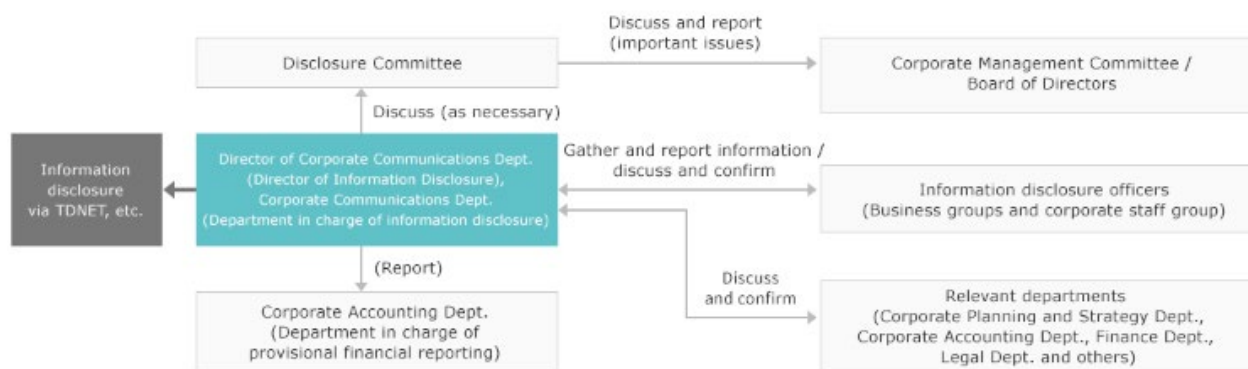 Discuss and report
(important issues)
Disclosure Committee
Corporate Management Committee /
Board of Directors
Discuss (as necessary)
Information
disclosure
via TDNET, etc.
Director of Corporate Communications Dept.
(Director of Information Disclosure),
Corporate Communications Dept.
(Department in charge of information disclosure)
Gather and report information /
discuss and confirm
Information disclosure officers
(Business groups and corporate staff group)
(Report)
Discuss
and confirm
Corporate Accounting Dept.
(Department in charge of
provisional financial reporting)
Relevant departments
(Corporate Planning and Strategy Dept.,
Corporate Accounting Dept., Finance Dept.,
Legal Dept. and others)